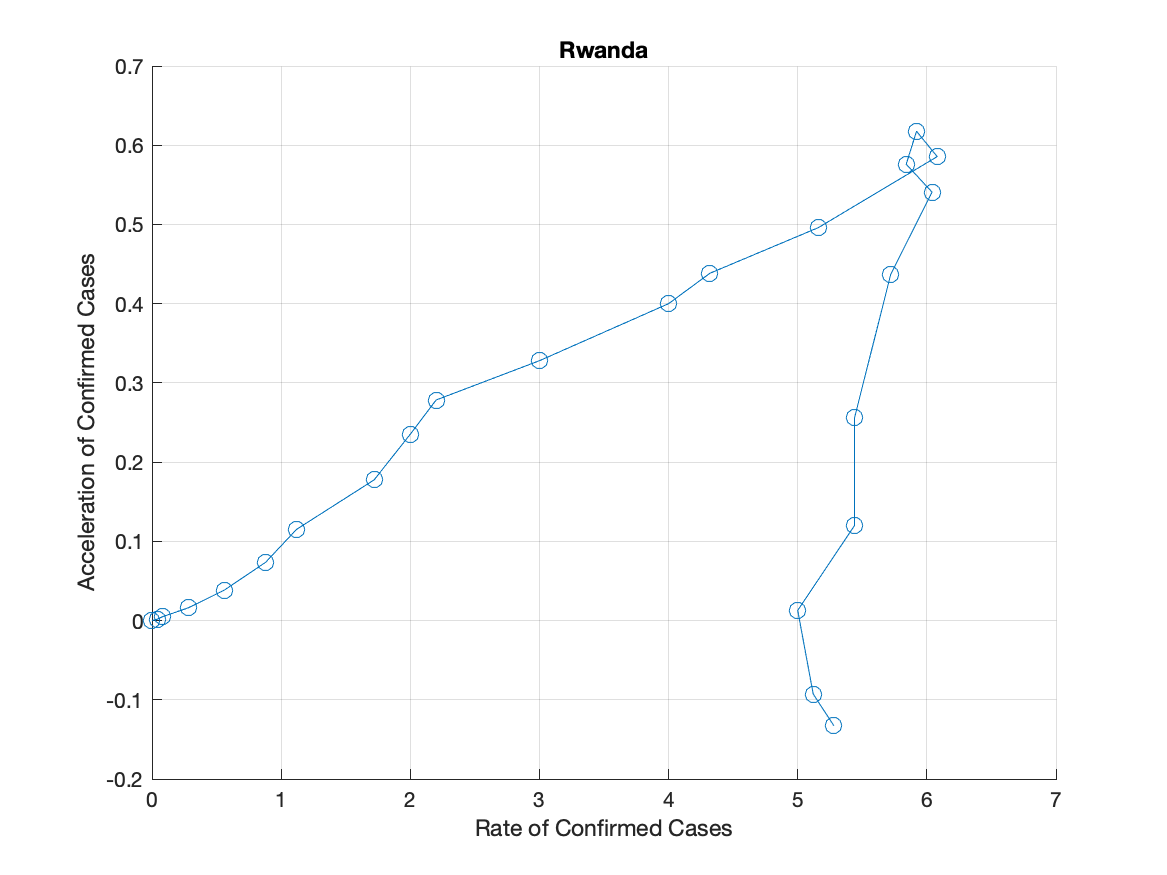 Rwanda
0.7
0.6
0.5
0.4
0.3
0.2
0.1
0
-0.1
-0.2
Acceleration of Confirmed Cases
0 1 2 3 4 5 6 7
Rate of Confirmed Cases